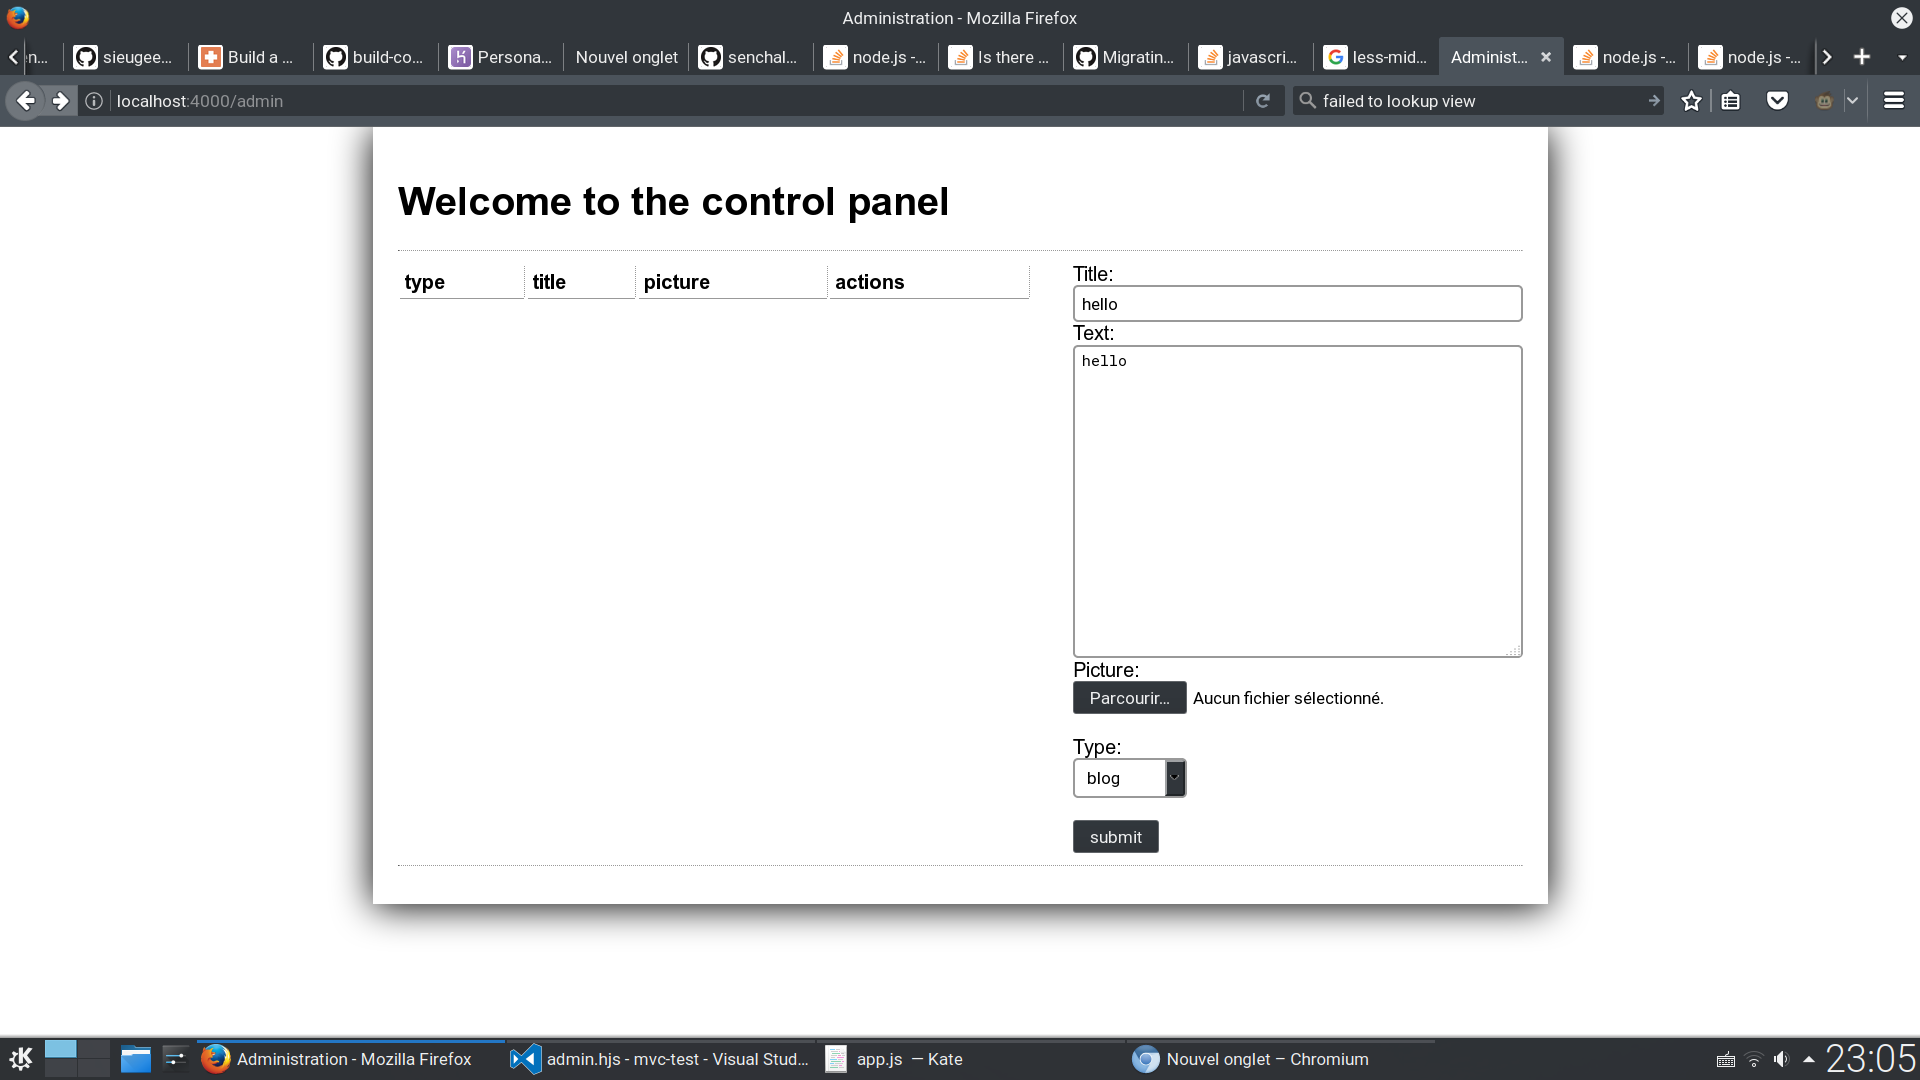 Administration - Mozilla Firefox
en...
sieugee...
Build a ...
build-co...
Persona...
Nouvel onglet
senchal...
node.js -...
Is there ...
Migratin...
javascri...
less-mid...
Administ...
node.js -...
node.js -...
localhost:4000/admin
failed to lookup view
Welcome to the control panel
type title picture actions
Title:
hello
Text:
hello
Picture:
Parcourir... Aucun fichier sélectionné.
Type:
blog
submit
Administration - Mozilla Firefox
admin.hjs - mvc-test - Visual Stud...
app.js — Kate
Nouvel onglet – Chromium
23:05